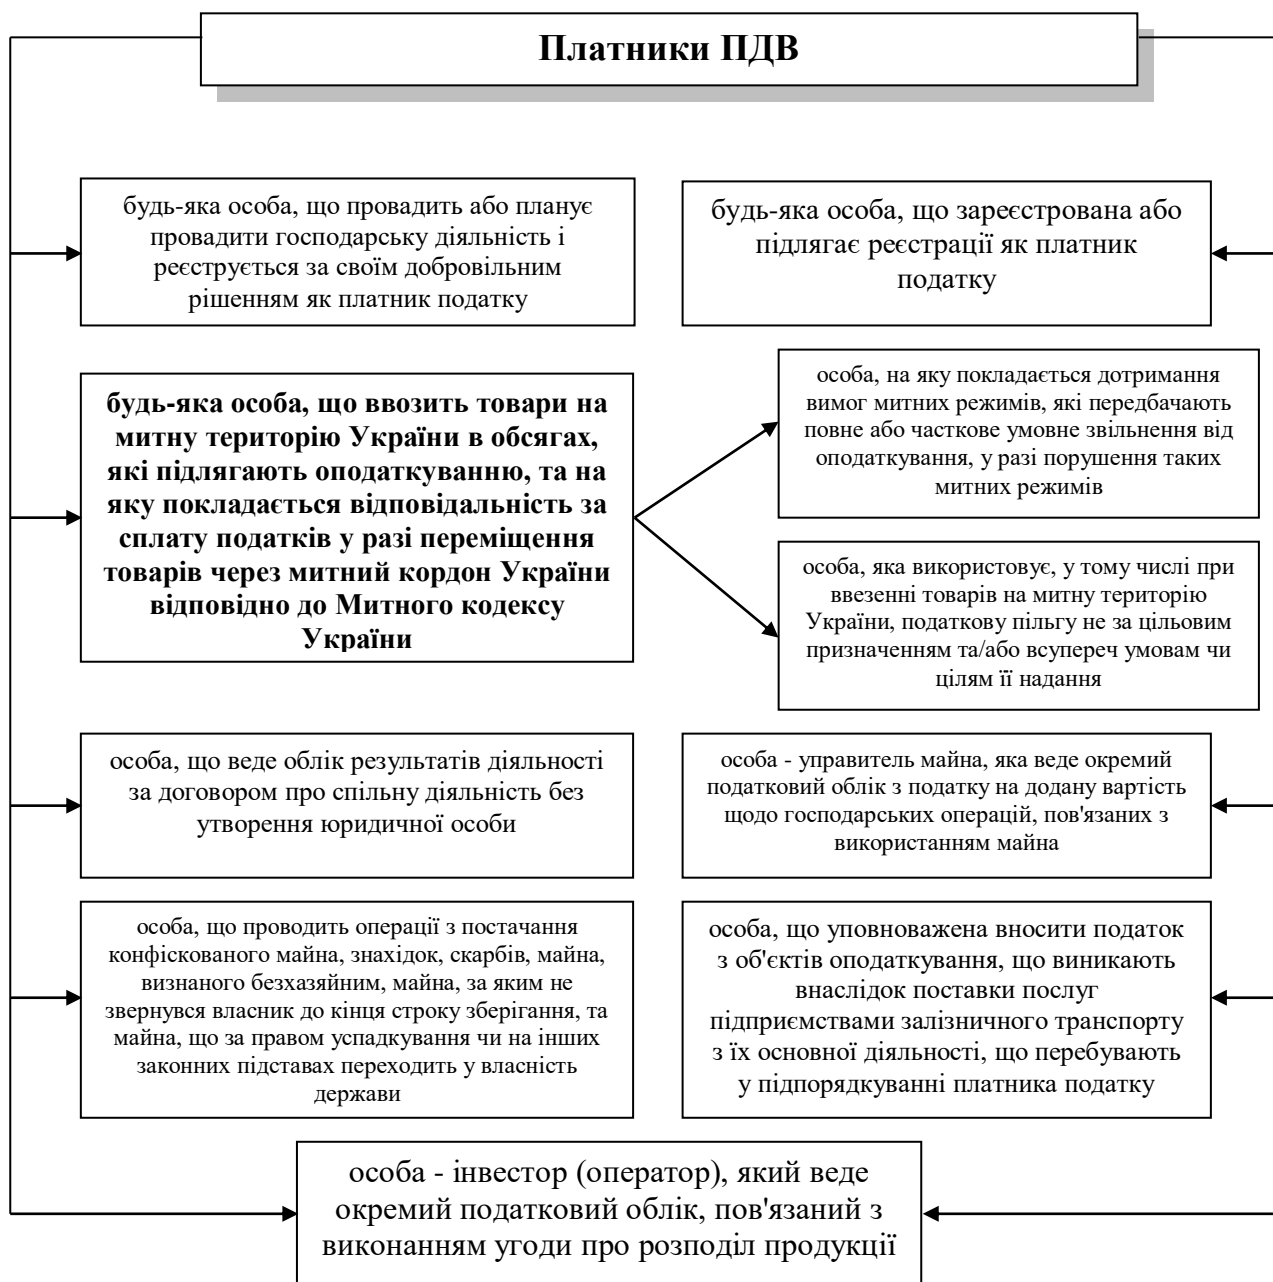 Платники ПДВ
будь-яка особа, що провадить або планує
провадити господарську діяльність і
реєструється за своїм добровільним
рішенням як платник податку
будь-яка особа, що зареєстрована або
підлягає реєстрації як платник
податку
будь-яка особа, що ввозить товари на
митну територію України в обсягах,
які підлягають оподаткуванню, та на
яку покладається відповідальність за
сплату податків у разі переміщення
товарів через митний кордон України
відповідно до Митного кодексу
України
особа, на яку покладається дотримання
вимог митних режимів, які передбачають
повне або часткове умовне звільнення від
оподаткування, у разі порушення таких
митних режимів
особа, яка використовує, у тому числі при
ввезенні товарів на митну територію
України, податкову пільгу не за цільовим
призначенням та/або всупереч умовам чи
цілям її надання
особа, що веде облік результатів діяльності
за договором про спільну діяльність без
утворення юридичної особи
особа - управитель майна, яка веде окремий
податковий облік з податку на додану вартість
щодо господарських операцій, пов'язаних з
використанням майна
особа, що проводить операції з постачання
конфіскованого майна, знахідок, скарбів, майна,
визнаного безхазяйним, майна, за яким не
звернувся власник до кінця строку зберігання, та
майна, що за правом успадкування чи на інших
законних підставах переходить у власність
держави
особа, що уповноважена вносити податок
з об'єктів оподаткування, що виникають
внаслідок поставки послуг
підприємствами залізничного транспорту
з їх основної діяльності, що перебувають
у підпорядкуванні платника податку
особа - інвестор (оператор), який веде
окремий податковий облік, пов'язаний з
виконанням угоди про розподіл продукції